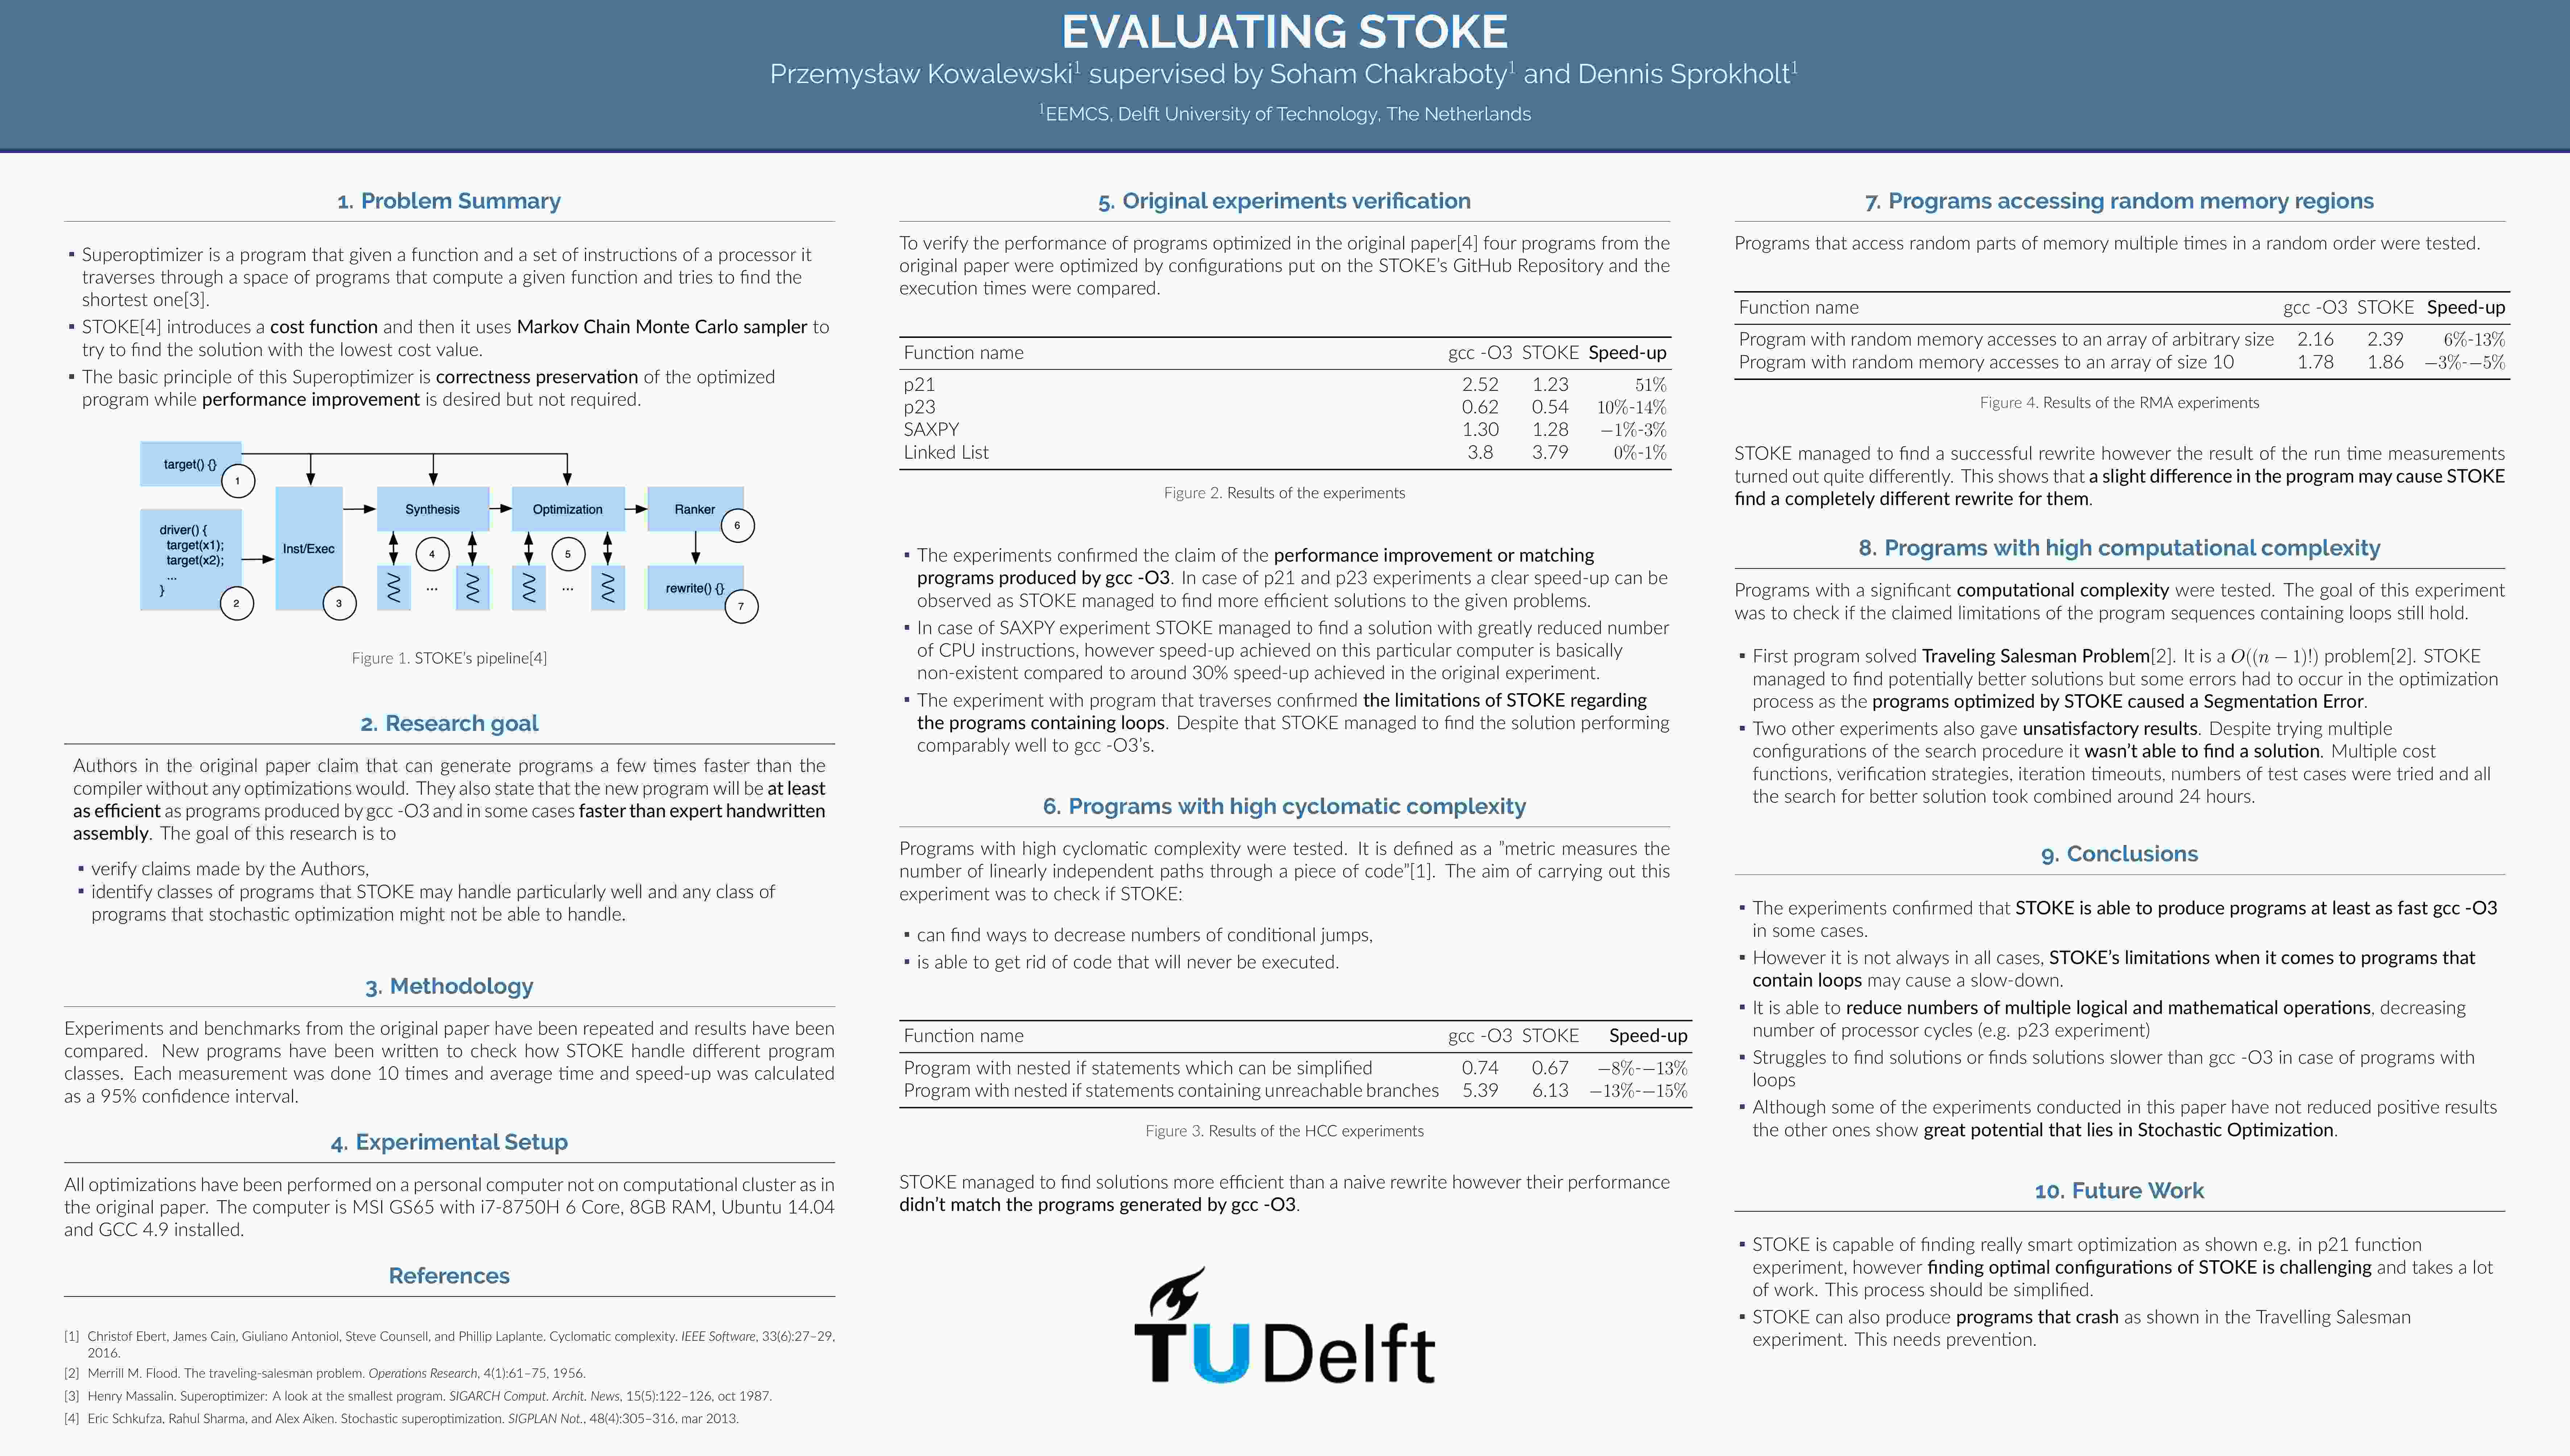 EVALUATING STOKE
Przemysław Kowalewski¹ supervised by Soham Chakraboty¹ and Dennis Sprokholt¹
¹EEMCS, Delft University of Technology, The Netherlands
1. Problem Summary
▪ Superoptimizer is a program that given a function and a set of instructions of a processor it
traverses through a space of programs that compute a given function and tries to find the
shortest one[3].
▪ STOKE[4] introduces a cost function and then it uses Markov Chain Monte Carlo sampler to
try to find the solution with the lowest cost value.
▪ The basic principle of this Superoptimizer is correctness preservation of the optimized
program while performance improvement is desired but not required.
target() {}
1
driver() {
target(x1);
target(x2);
...
}
2
Inst/Exec
3
Synthesis
4
...
Optimization
5
...
Ranker
6
rewrite() {}
7
Figure 1. STOKE's pipeline[4]
2. Research goal
Authors in the original paper claim that can generate programs a few times faster than the
compiler without any optimizations would. They also state that the new program will be at least
as efficient as programs produced by gcc -O3 and in some cases faster than expert handwritten
assembly. The goal of this research is to
▪ verify claims made by the Authors,
▪ identify classes of programs that STOKE may handle particularly well and any class of
programs that stochastic optimization might not be able to handle.
3. Methodology
Experiments and benchmarks from the original paper have been repeated and results have been
compared. New programs have been written to check how STOKE handle different program
classes. Each measurement was done 10 times and average time and speed-up was calculated
as a 95% confidence interval.
4. Experimental Setup
All optimizations have been performed on a personal computer not on computational cluster as in
the original paper. The computer is MSI GS65 with i7-8750H 6 Core, 8GB RAM, Ubuntu 14.04
and GCC 4.9 installed.
References
[1] Christof Ebert, James Cain, Giuliano Antoniol, Steve Counsell, and Phillip Laplante. Cyclomatic complexity. IEEE Software, 33(6):27–29,
2016.
[2] Merrill M. Flood. The traveling-salesman problem. Operations Research, 4(1):61–75, 1956.
[3] Henry Massalin. Superoptimizer: A look at the smallest program. SIGARCH Comput. Archit. News, 15(5):122–126, oct 1987.
[4] Eric Schkufza, Rahul Sharma, and Alex Aiken. Stochastic superoptimization. SIGPLAN Not., 48(4):305–316, mar 2013.
5. Original experiments verification
To verify the performance of programs optimized in the original paper[4] four programs from the
original paper were optimized by configurations put on the STOKE's GitHub Repository and the
execution times were compared.
Function name gcc -O3 STOKE Speed-up
p21 2.52 1.23 51%
p23 0.62 0.54 10%-14%
SAXPY 1.30 1.28 −1%-3%
Linked List 3.8 3.79 0%-1%
Figure 2. Results of the experiments
▪ The experiments confirmed the claim of the performance improvement or matching
programs produced by gcc -O3. In case of p21 and p23 experiments a clear speed-up can be
observed as STOKE managed to find more efficient solutions to the given problems.
▪ In case of SAXPY experiment STOKE managed to find a solution with greatly reduced number
of CPU instructions, however speed-up achieved on this particular computer is basically
non-existent compared to around 30% speed-up achieved in the original experiment.
▪ The experiment with program that traverses confirmed the limitations of STOKE regarding
the programs containing loops. Despite that STOKE managed to find the solution performing
comparably well to gcc -O3's.
6. Programs with high cyclomatic complexity
Programs with high cyclomatic complexity were tested. It is defined as a ”metric measures the
number of linearly independent paths through a piece of code”[1]. The aim of carrying out this
experiment was to check if STOKE:
▪ can find ways to decrease numbers of conditional jumps,
▪ is able to get rid of code that will never be executed.
Function name gcc -O3 STOKE Speed-up
Program with nested if statements which can be simplified 0.74 0.67 −8%-−13%
Program with nested if statements containing unreachable branches 5.39 6.13 −13%-−15%
Figure 3. Results of the HCC experiments
STOKE managed to find solutions more efficient than a naive rewrite however their performance
didn't match the programs generated by gcc -O3.
TU Delft
7. Programs accessing random memory regions
Programs that access random parts of memory multiple times in a random order were tested.
Function name gcc -O3 STOKE Speed-up
Program with random memory accesses to an array of arbitrary size 2.16 2.39 6%-13%
Program with random memory accesses to an array of size 10 1.78 1.86 −3%-−5%
Figure 4. Results of the RMA experiments
STOKE managed to find a successful rewrite however the result of the run time measurements
turned out quite differently. This shows that a slight difference in the program may cause STOKE
find a completely different rewrite for them.
8. Programs with high computational complexity
Programs with a significant computational complexity were tested. The goal of this experiment
was to check if the claimed limitations of the program sequences containing loops still hold.
▪ First program solved Traveling Salesman Problem[2]. It is a O((n − 1)!) problem[2]. STOKE
managed to find potentially better solutions but some errors had to occur in the optimization
process as the programs optimized by STOKE caused a Segmentation Error.
▪ Two other experiments also gave unsatisfactory results. Despite trying multiple
configurations of the search procedure it wasn't able to find a solution. Multiple cost
functions, verification strategies, iteration timeouts, numbers of test cases were tried and all
the search for better solution took combined around 24 hours.
9. Conclusions
▪ The experiments confirmed that STOKE is able to produce programs at least as fast gcc -O3
in some cases.
▪ However it is not always in all cases, STOKE's limitations when it comes to programs that
contain loops may cause a slow-down.
▪ It is able to reduce numbers of multiple logical and mathematical operations, decreasing
number of processor cycles (e.g. p23 experiment)
▪ Struggles to find solutions or finds solutions slower than gcc -O3 in case of programs with
loops
▪ Although some of the experiments conducted in this paper have not reduced positive results
the other ones show great potential that lies in Stochastic Optimization.
10. Future Work
▪ STOKE is capable of finding really smart optimization as shown e.g. in p21 function
experiment, however finding optimal configurations of STOKE is challenging and takes a lot
of work. This process should be simplified.
▪ STOKE can also produce programs that crash as shown in the Travelling Salesman
experiment. This needs prevention.